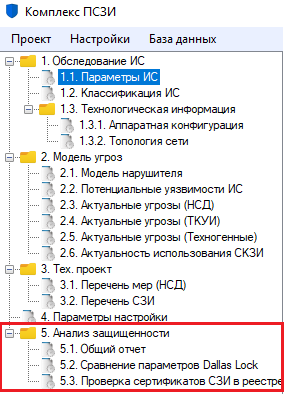 Комплекс ПСЗИ
Проект Настройки База данных
1. Обследование ИС
1.1. Параметры ИС
1.2. Классификация ИС
1.3. Технологическая информация
1.3.1. Аппаратная конфигурация
1.3.2. Топология сети
2. Модель угроз
2.1. Модель нарушителя
2.2. Потенциальные уязвимости ИС
2.3. Актуальные угрозы (НСД)
2.4. Актуальные угрозы (ТКУИ)
2.5. Актуальные угрозы (Техногенные)
2.6. Актуальность использования СКЗИ
3. Тех. проект
3.1. Перечень мер (НСД)
3.2. Перечень СЗИ
4. Параметры настройки
5. Анализ защищенности
5.1. Общий отчет
5.2. Сравнение параметров Dallas Lock
5.3. Проверка сертификатов СЗИ в реестре